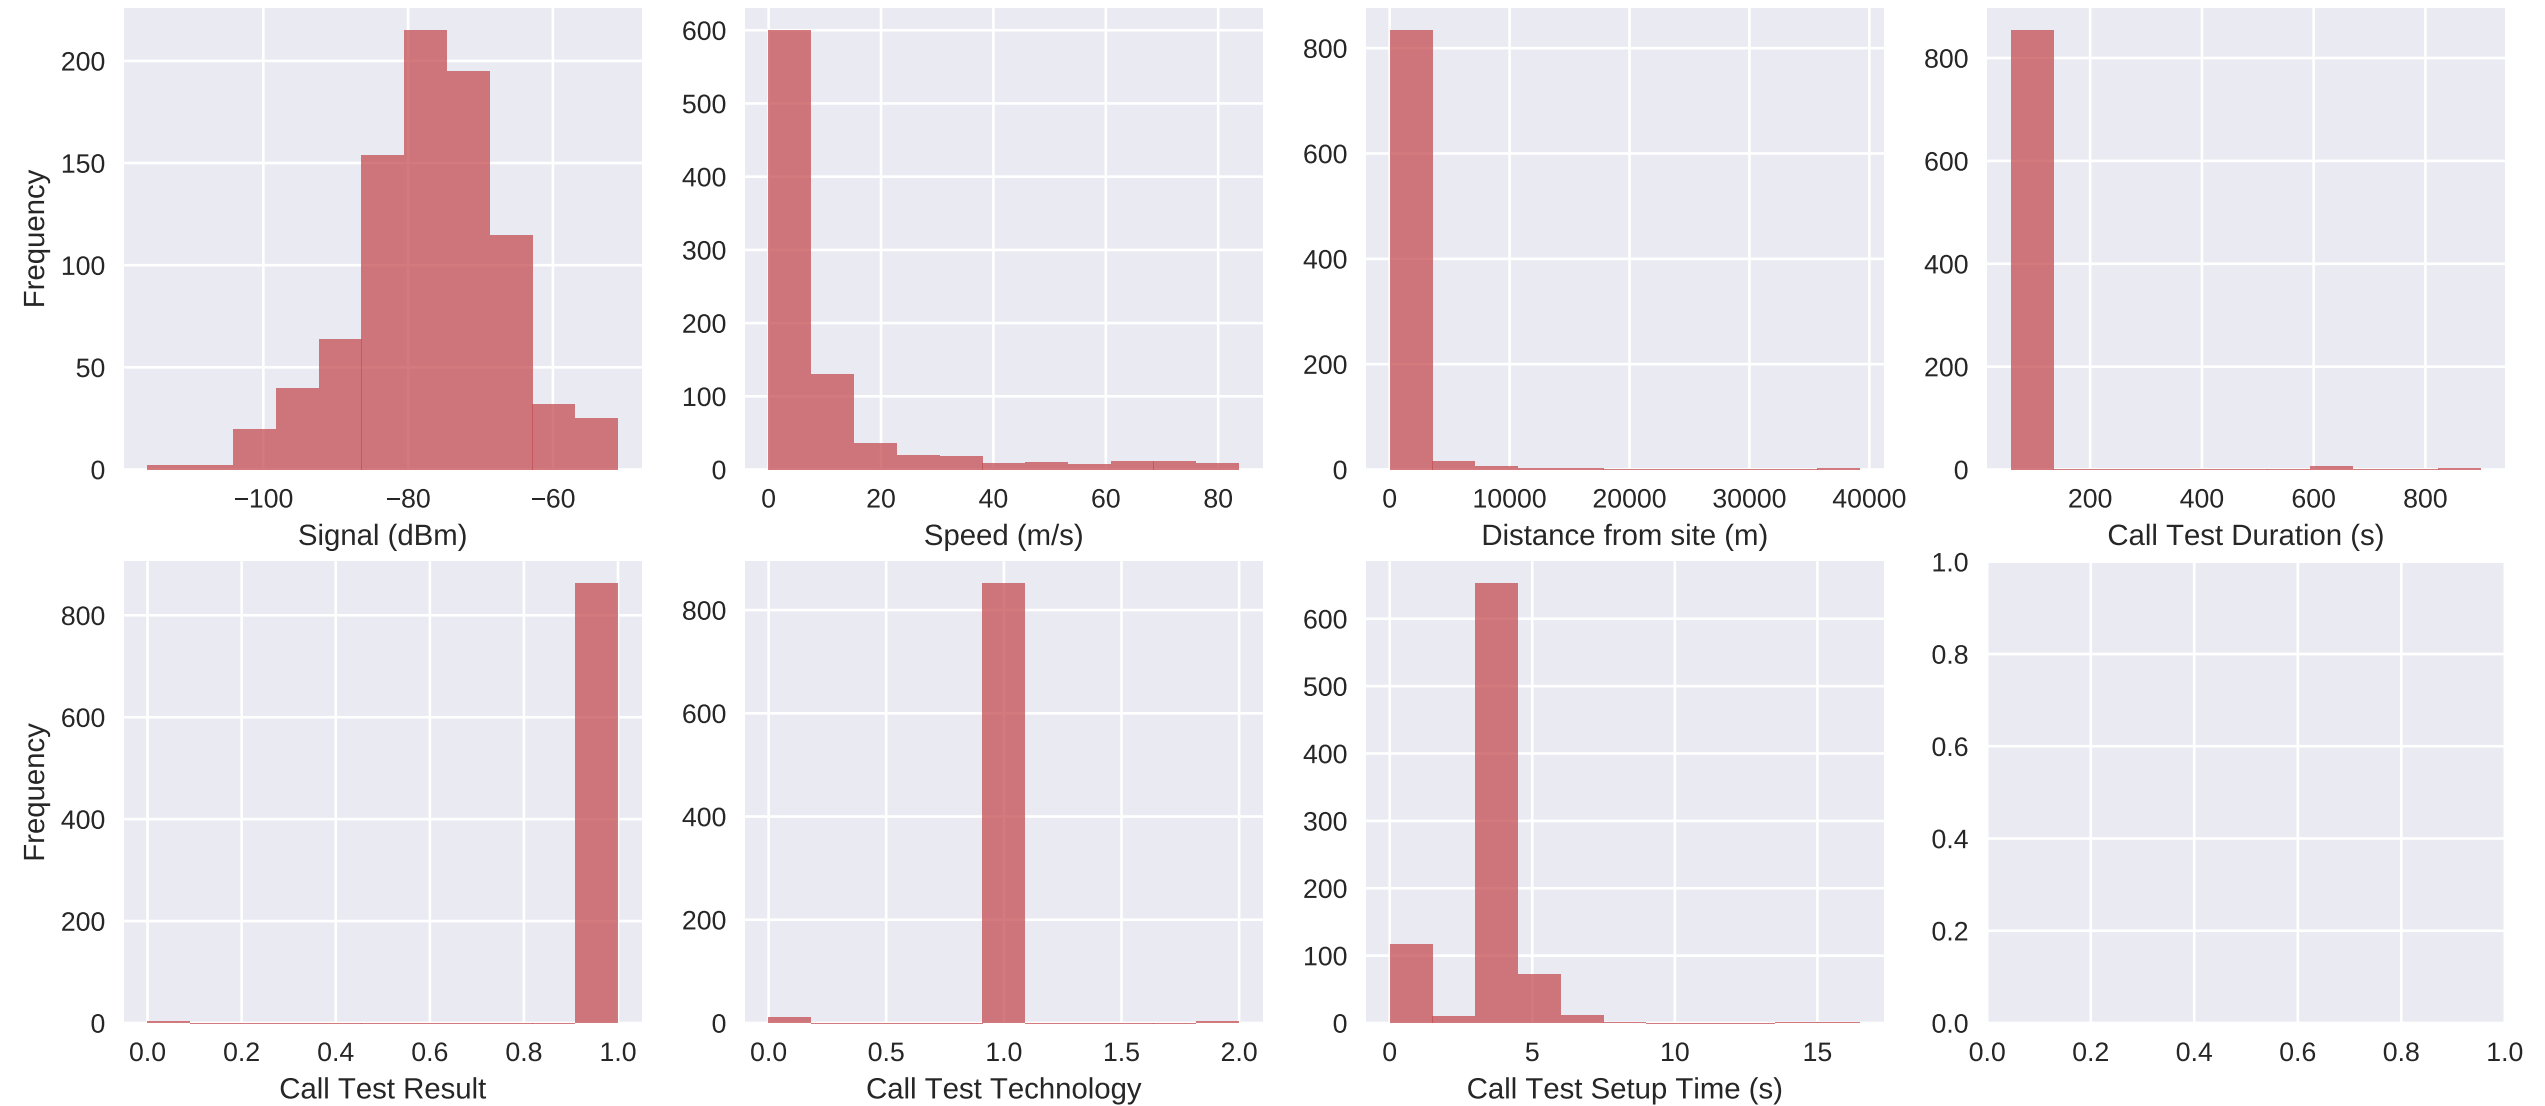 Frequency
200
150
100
50
0
−100 −80 −60
Signal (dBm)
600
500
400
300
200
100
0
0 20 40 60 80
Speed (m/s)
800
600
400
200
0
0 10000 20000 30000 40000
Distance from site (m)
800
600
400
200
0
200 400 600 800
Call Test Duration (s)
Frequency
800
600
400
200
0
0.0 0.2 0.4 0.6 0.8 1.0
Call Test Result
800
600
400
200
0
0.0 0.5 1.0 1.5 2.0
Call Test Technology
600
500
400
300
200
100
0
0 5 10 15
Call Test Setup Time (s)
1.0
0.8
0.6
0.4
0.2
0.0
0.0 0.2 0.4 0.6 0.8 1.0